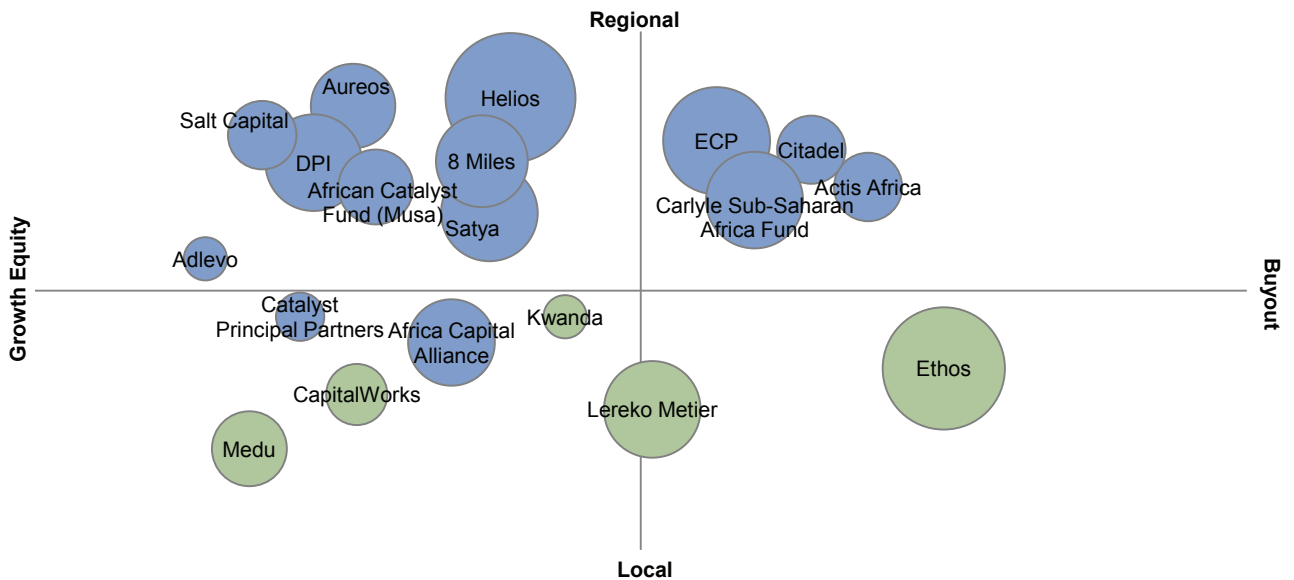 Regional
Aureos
Helios
Salt Capital
ECP
Citadel
DPI
8 Miles
African Catalyst
Fund (Musa)
Actis Africa
Carlyle Sub-Saharan
Africa Fund
Satya
Adlevo
Growth Equity
Buyout
Catalyst
Principal Partners
Africa Capital
Alliance
Kwanda
Ethos
CapitalWorks
Lereko Metier
Medu
Local